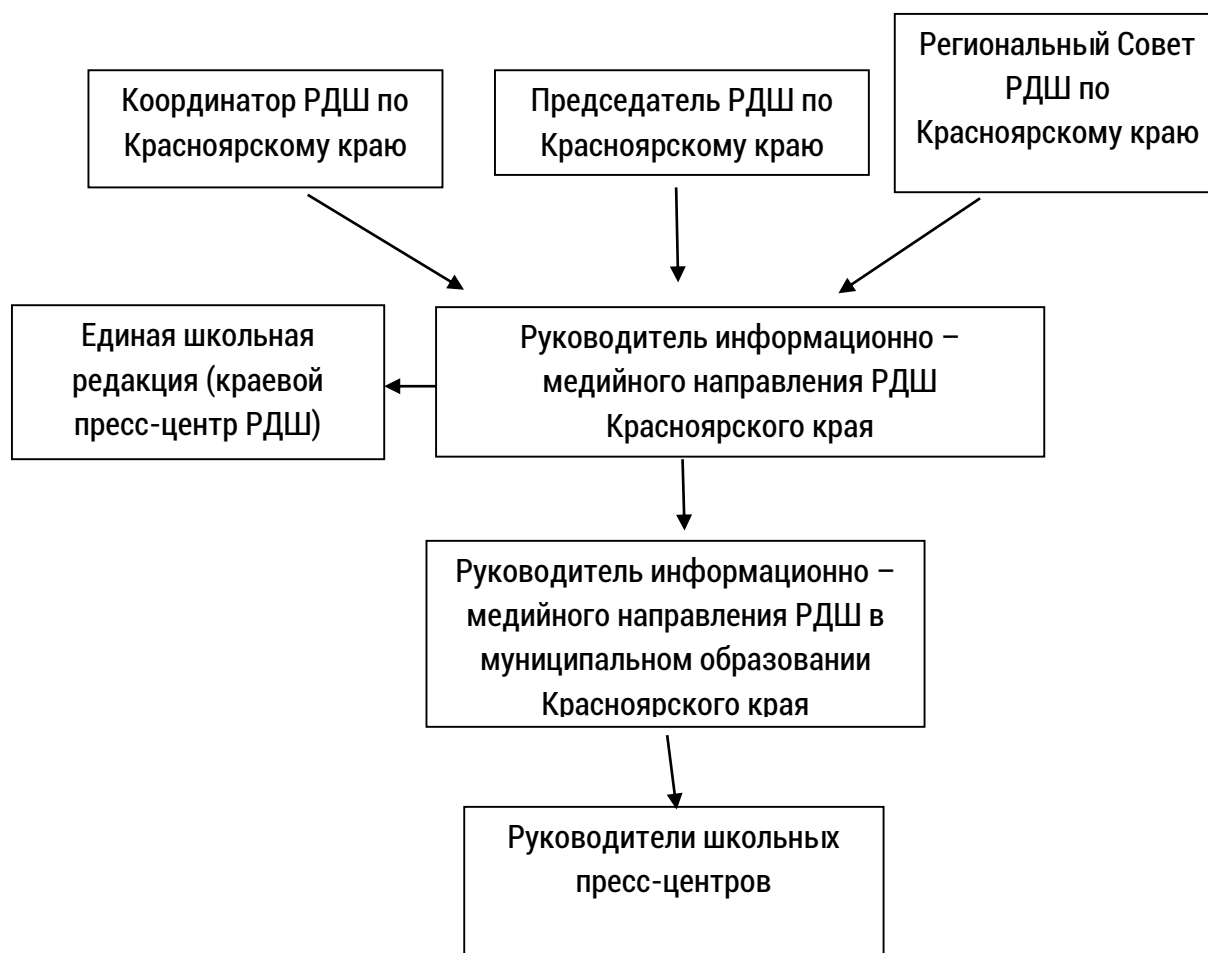 Координатор РДШ по
Красноярскому краю
Председатель РДШ по
Красноярскому краю
Региональный Совет
РДШ по
Красноярскому краю
Единая школьная
редакция (краевой
пресс-центр РДШ)
Руководитель информационно –
медийного направления РДШ
Красноярского края
Руководитель информационно –
медийного направления РДШ в
муниципальном образовании
Красноярского края
Руководители школьных
пресс-центров